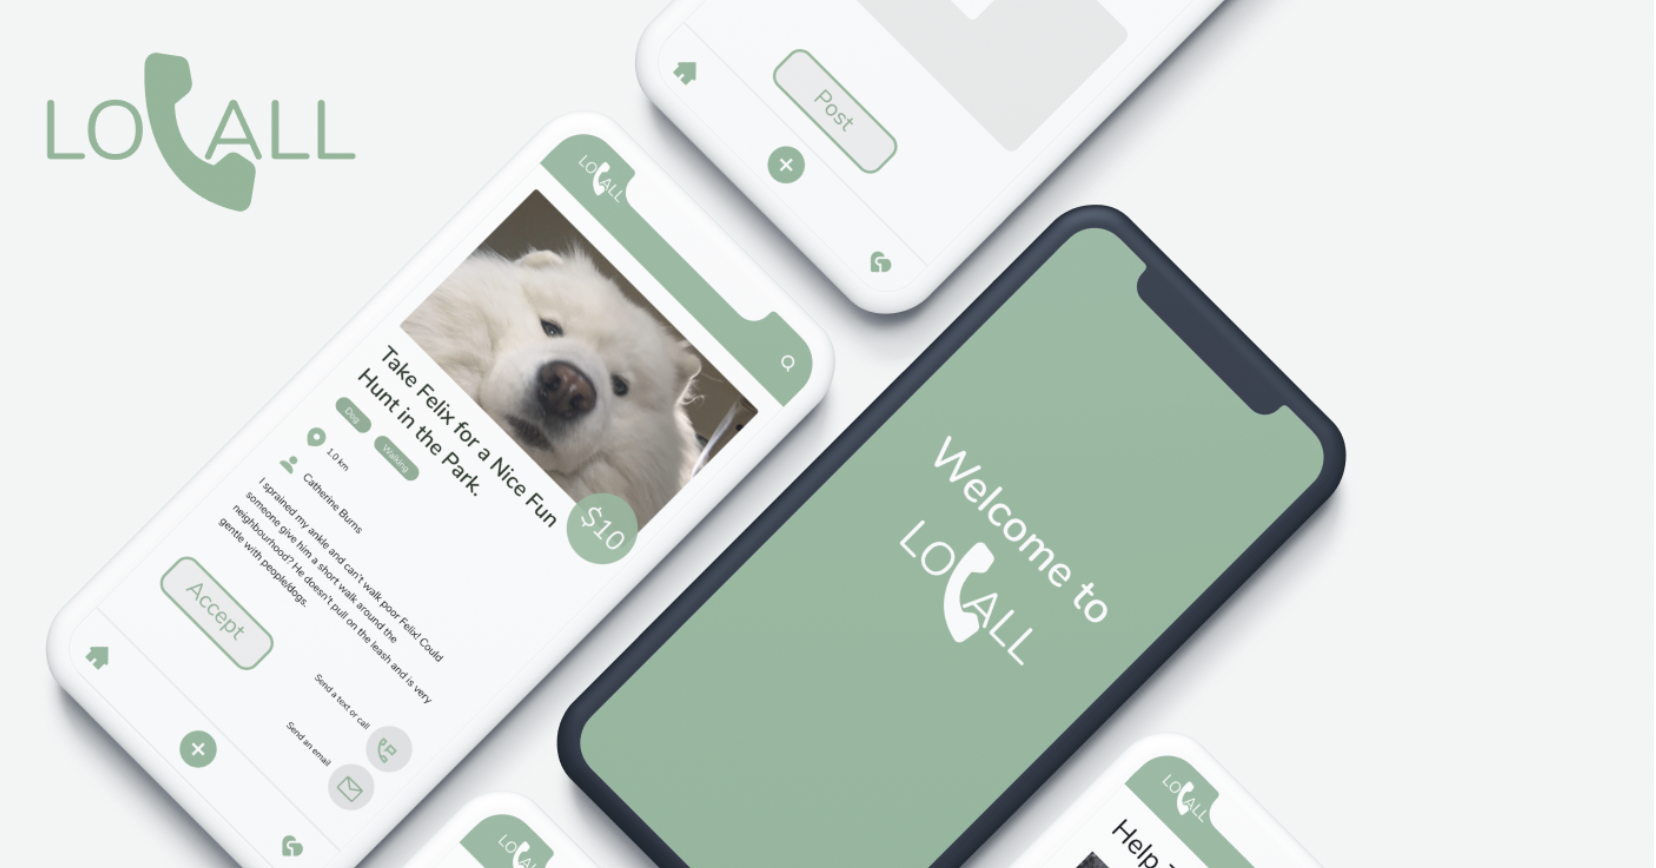 LOCALL
Post
LOCALL
Take Felix for a Nice Fun
Hunt in the Park.
$10
Dog
Walking
1.0 km
Catherine Burns
I sprained my ankle and can't walk poor Felix! Could
someone give him a short walk around the
neighbourhood? He doesn't pull on the leash and is very
gentle with people/dogs.
Accept
Send a text or call
Send an email
Welcome to
LOCALL
LOCALL
LOCALL
Help